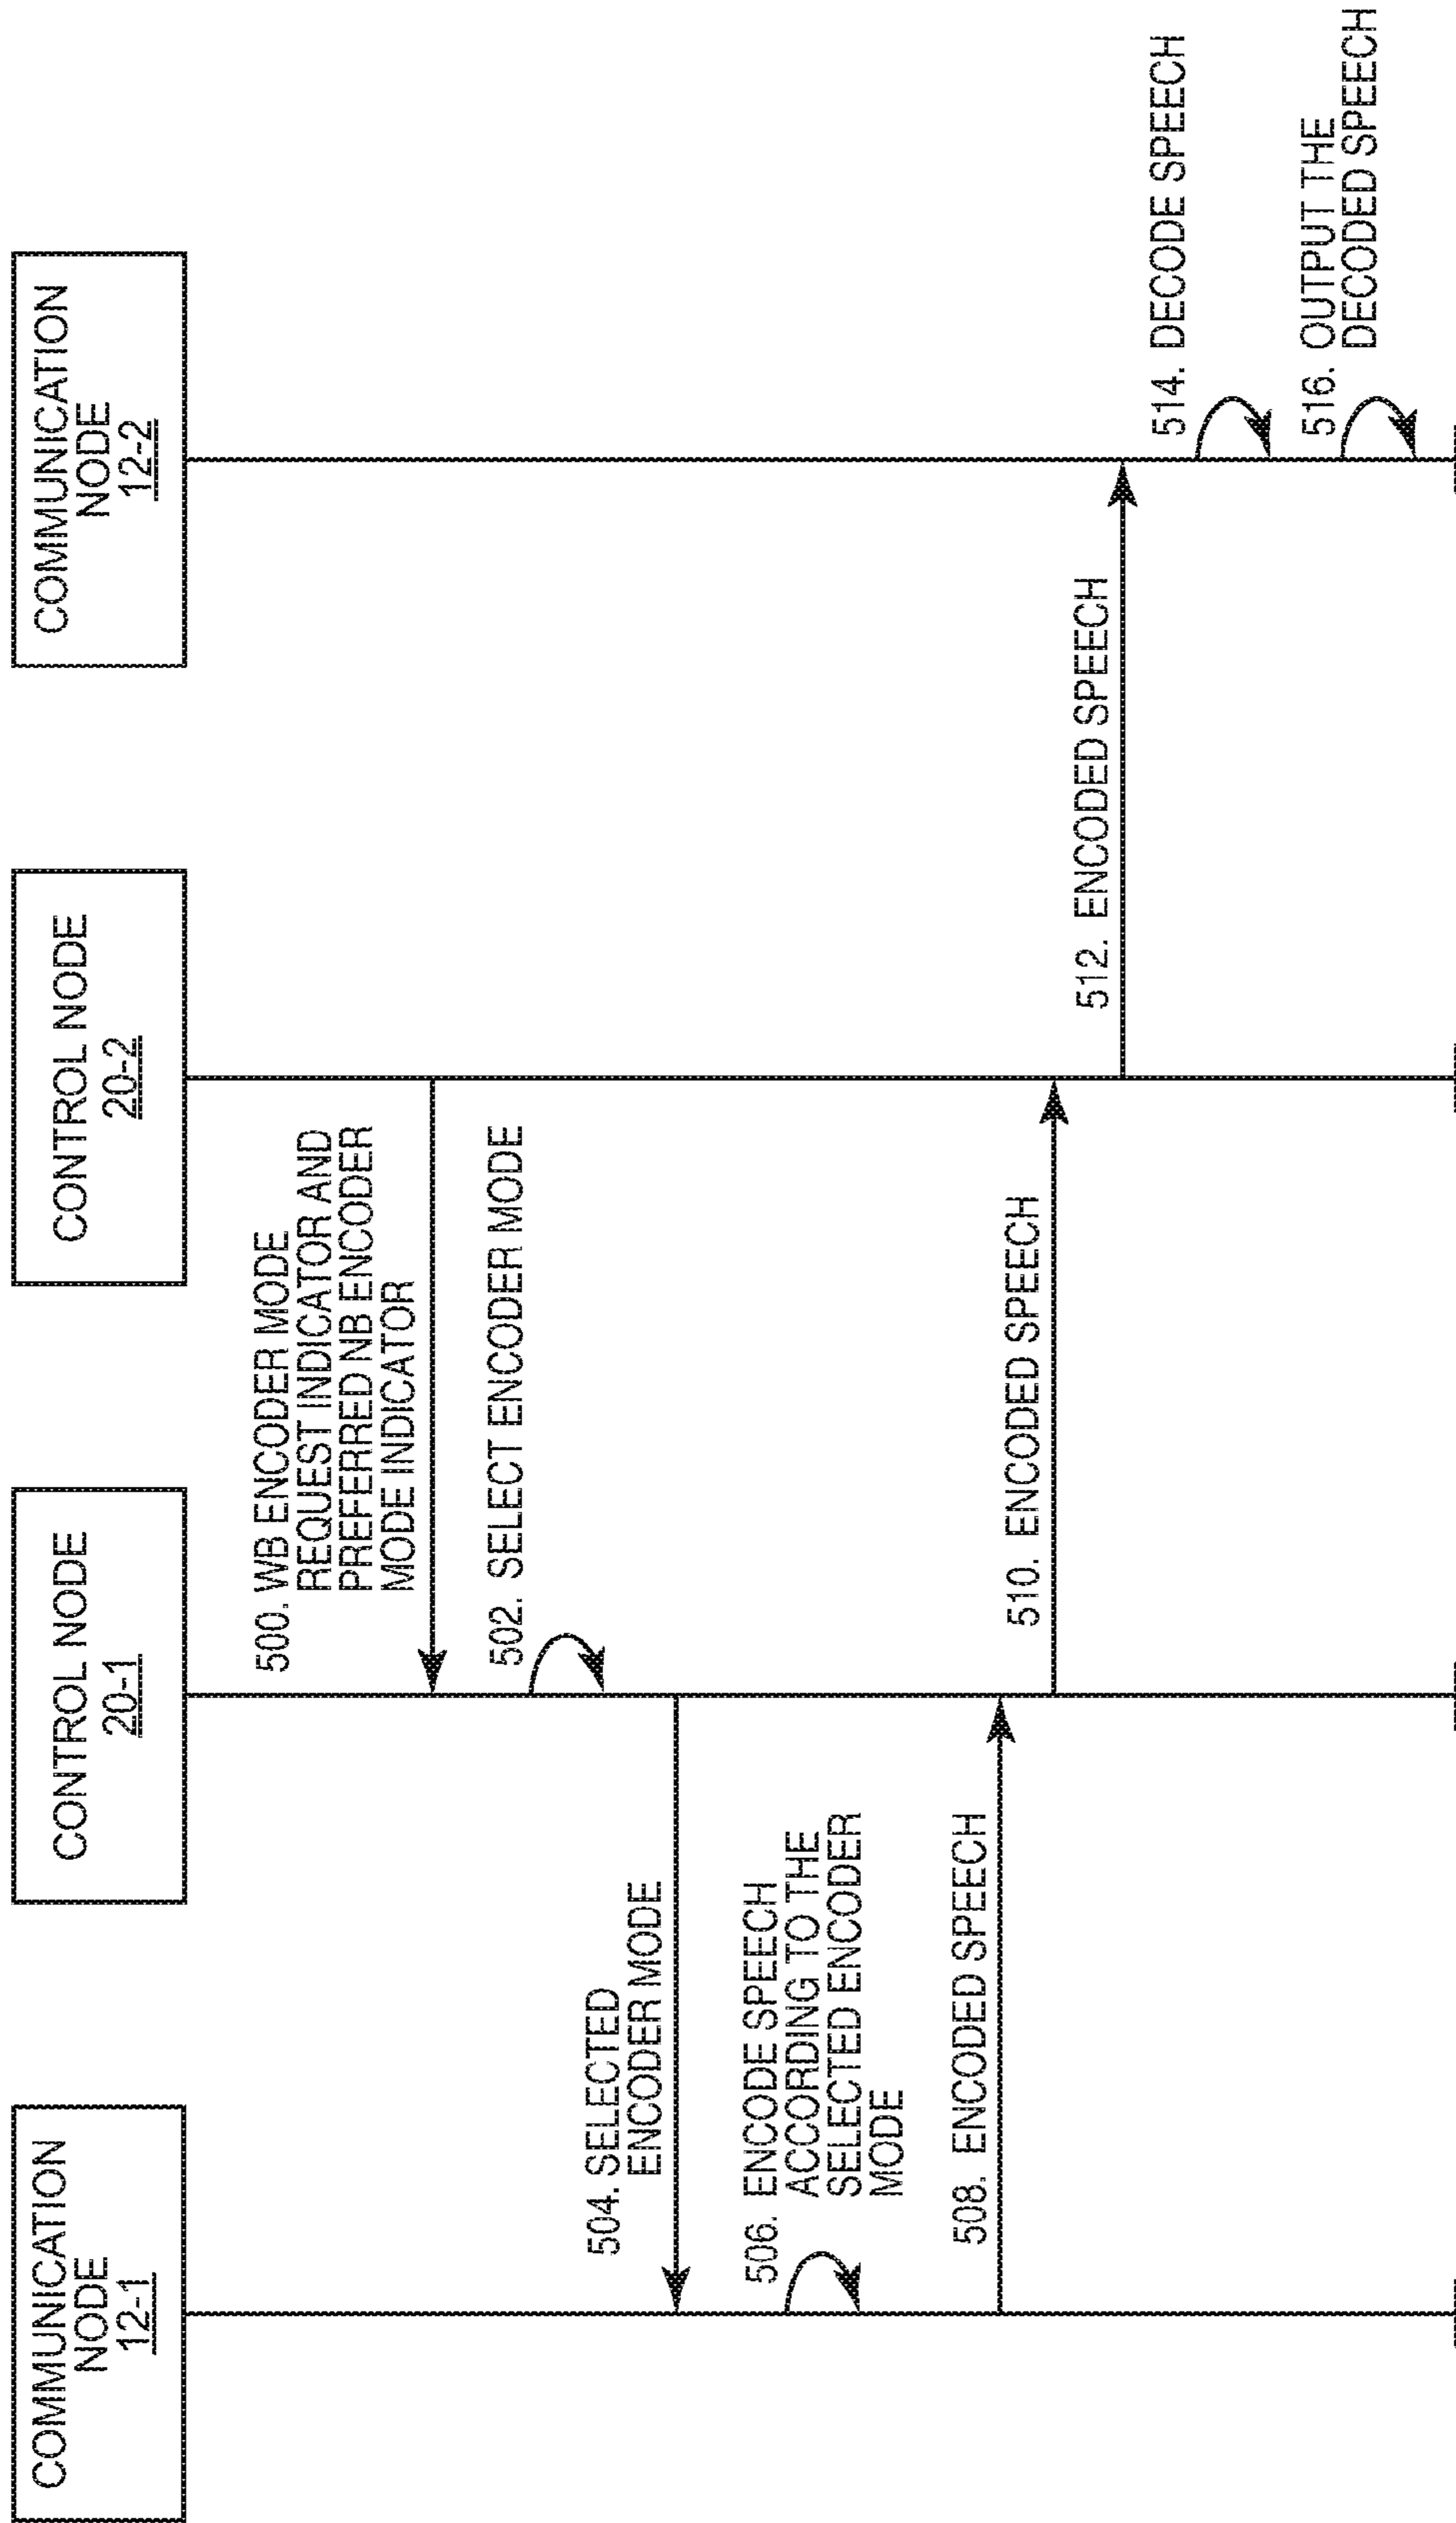 COMMUNICATION
NODE
12-1
CONTROL NODE
20-1
CONTROL NODE
20-2
COMMUNICATION
NODE
12-2
500. WB ENCODER MODE
REQUEST INDICATOR AND
PREFERRED NB ENCODER
MODE INDICATOR
502. SELECT ENCODER MODE
504. SELECTED
ENCODER MODE
506. ENCODE SPEECH
ACCORDING TO THE
SELECTED ENCODER
MODE
508. ENCODED SPEECH
510. ENCODED SPEECH
512. ENCODED SPEECH
514. DECODE SPEECH
516. OUTPUT THE
DECODED SPEECH